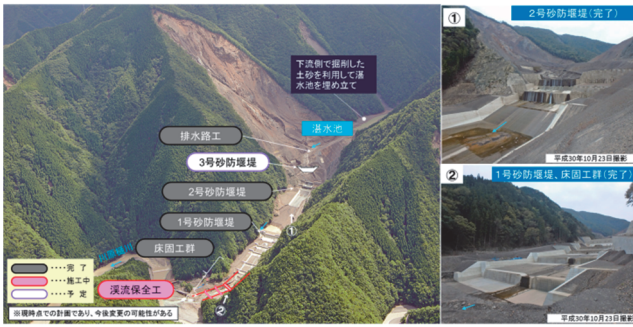 下流側で掘削した
土砂を利用して湛
水池を埋め立て
湛水池
排水路工
3号砂防堰堤
2号砂防堰堤
1号砂防堰堤
床固工群
渓流保全工
①
②
・・・・完 了
・・・・施工中
・・・・予 定
※現時点での計画であり、今後変更の可能性がある
① 2号砂防堰堤(完了)
平成30年10月23日撮影
② 1号砂防堰堤、床固工群(完了)
平成30年10月23日撮影